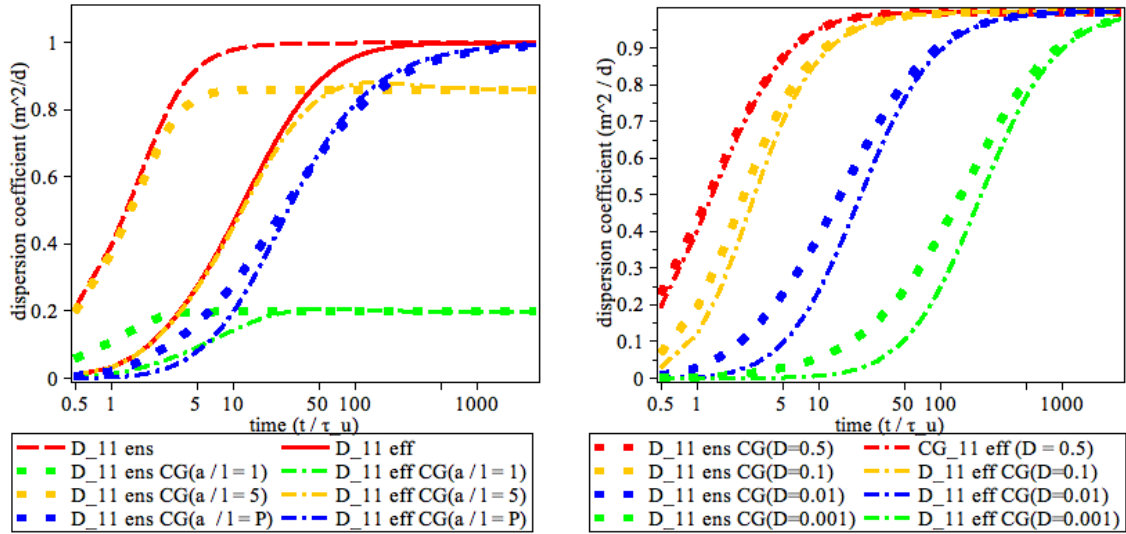 dispersion coefficient (m^2/d)
1
0.8
0.6
0.4
0.2
0
0.5 1 5 10 50 100 1000
time (t / τ_u)
D_11 ens D_11 eff
D_11 ens CG(a / l = 1) D_11 eff CG(a / l = 1)
D_11 ens CG(a / l = 5) D_11 eff CG(a / l = 5)
D_11 ens CG(a / l = P) D_11 eff CG(a / l = P)
dispersion coefficient (m^2 / d)
0.9
0.8
0.7
0.6
0.5
0.4
0.3
0.2
0.1
0
0.5 1 5 10 50 100 1000
time (t / τ_u)
D_11 ens CG(D=0.5) CG_11 eff (D = 0.5)
D_11 ens CG(D=0.1) D_11 eff CG(D=0.1)
D_11 ens CG(D=0.01) D_11 eff CG(D=0.01)
D_11 ens CG(D=0.001) D_11 eff CG(D=0.001)